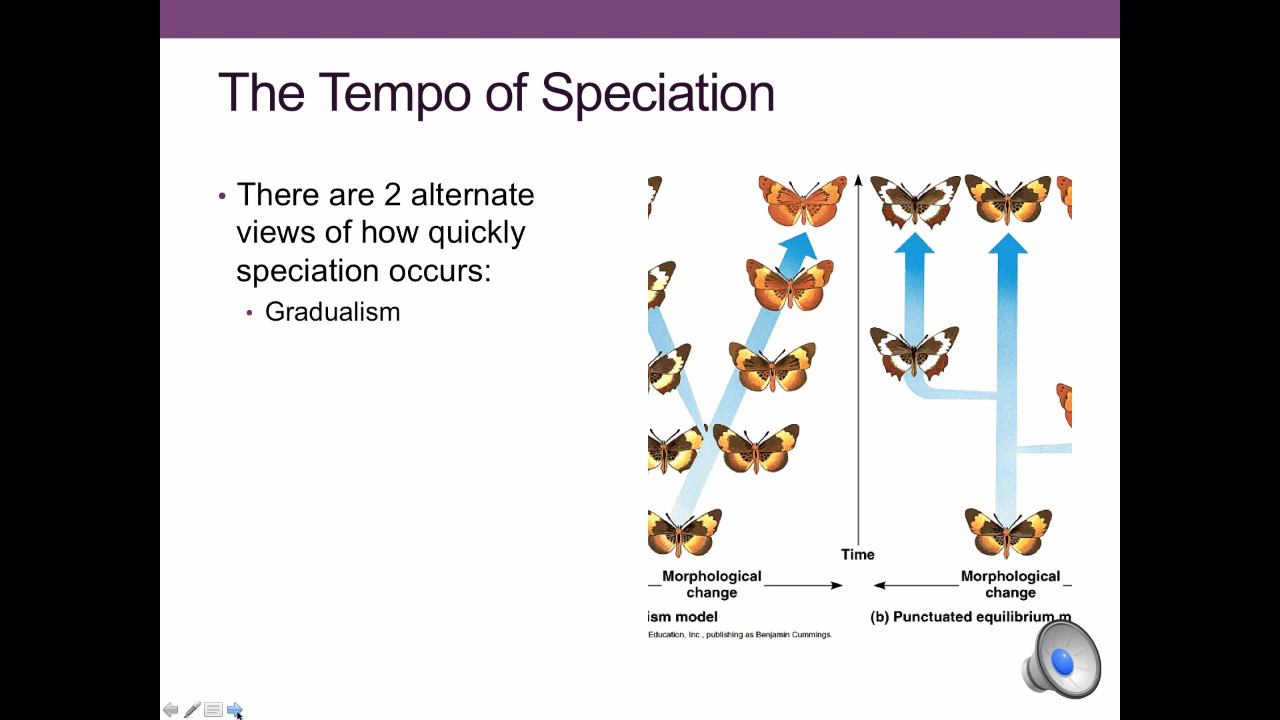 The Tempo of Speciation
• There are 2 alternate
views of how quickly
speciation occurs:
• Gradualism
Time
Morphological
change
Morphological
change
ism model
(b) Punctuated equilibrium m
Education, Inc., publishing as Benjamin Cummings.